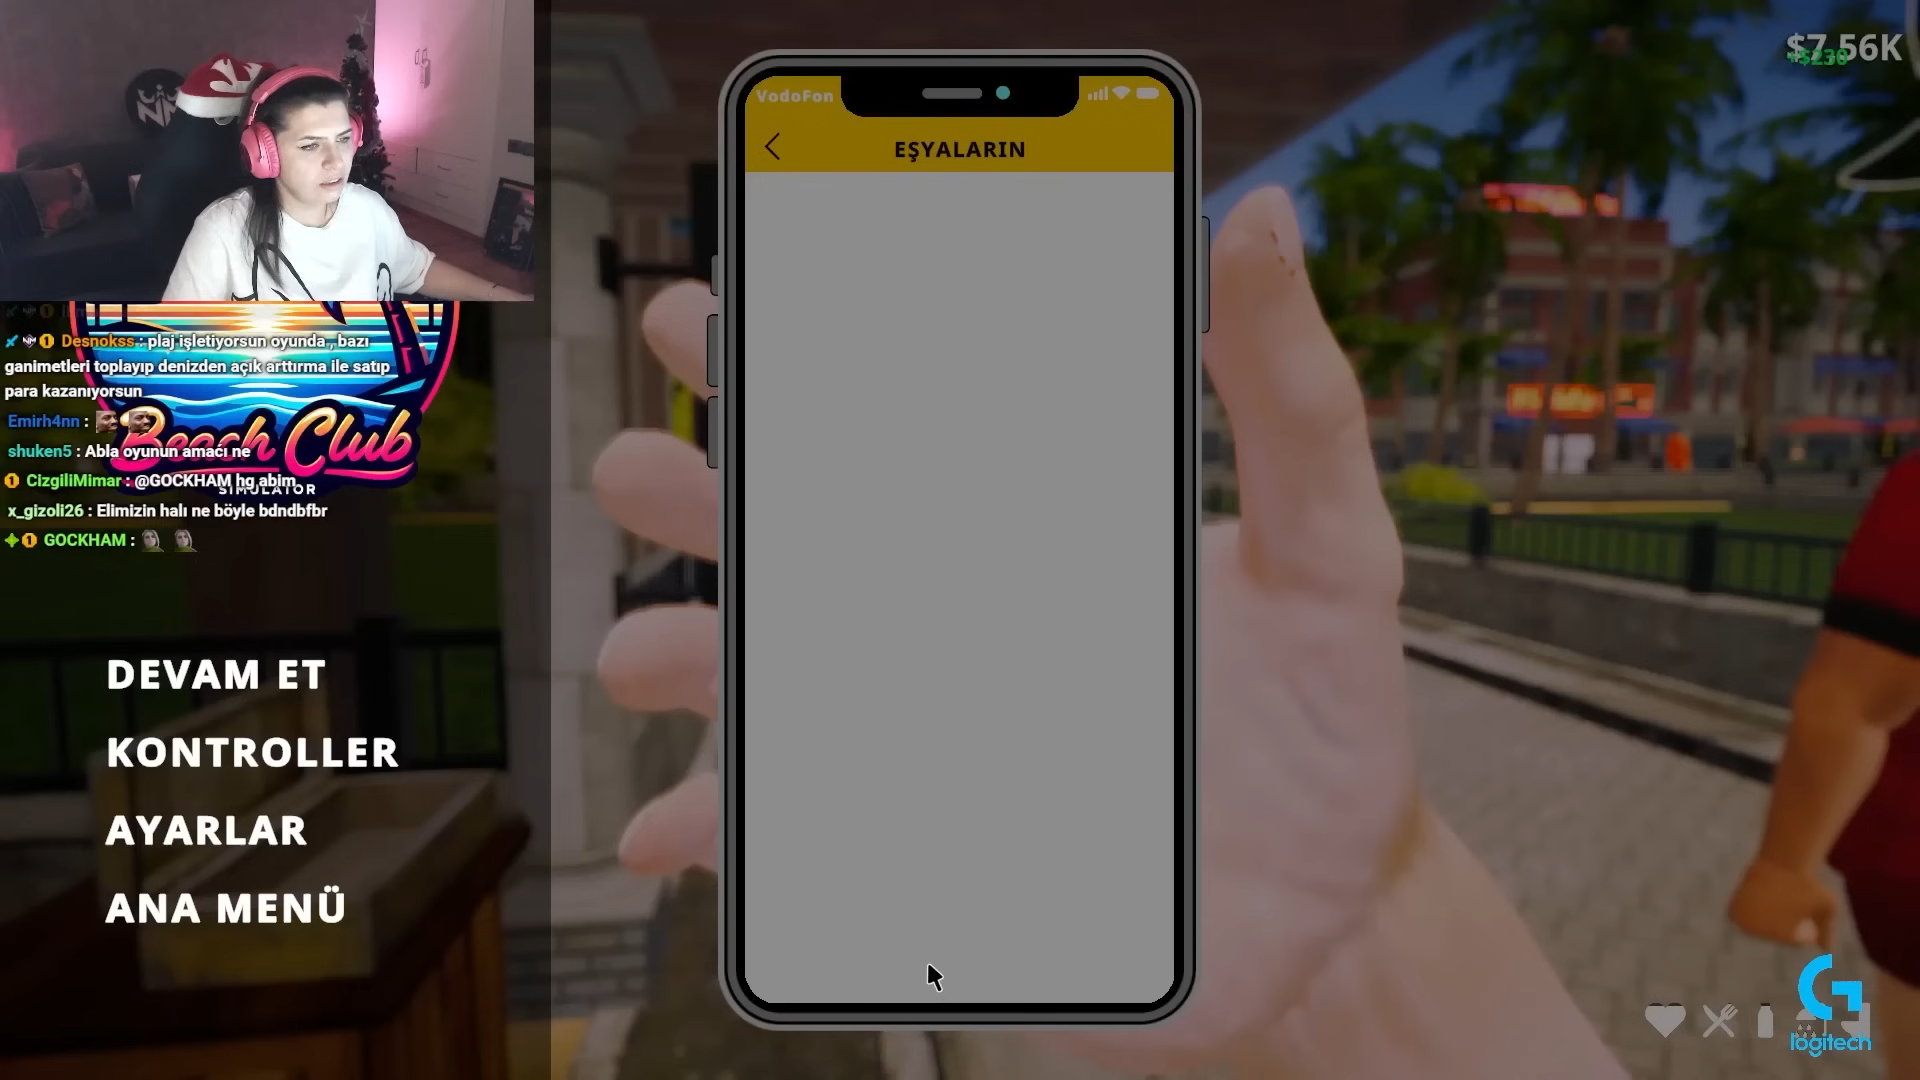 $7.56K
+$230
VodoFon
EŞYALARIN
Desnokss : plaj işletiyorsun oyunda , bazı
ganimetleri toplayıp denizden açık arttırma ile satıp
para kazanıyorsun
Emirh4nn :
shuken5 : Abla oyunun amaći ne
CizgiliMimar : @GOCKHAM hg abim
x_gizoli26 : Elimizin halı ne böyle bdndbfbr
GOCKHAM :
Beach Club
SIMULATOR
DEVAM ET
KONTROLLER
AYARLAR
ANA MENÜ
logitech